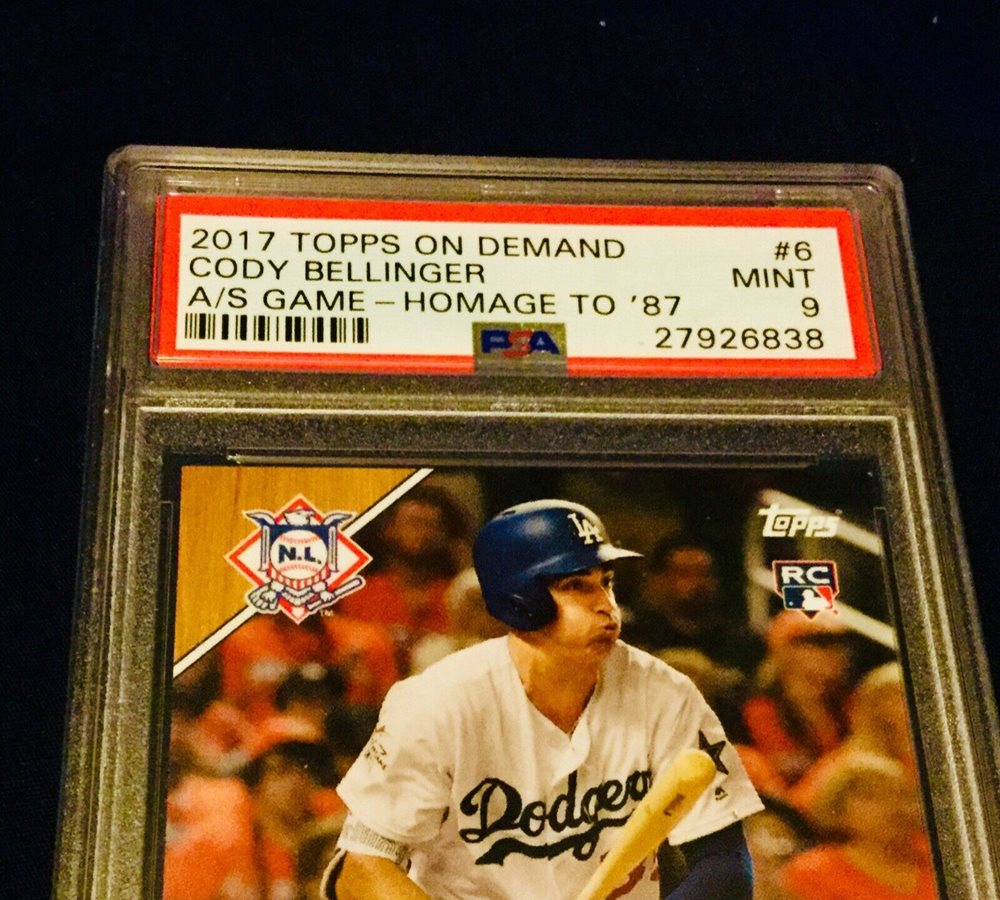 2017 TOPPS ON DEMAND #6
CODY BELLINGER MINT
A/S GAME – HOMAGE TO '87 9
PSA 27926838
N.L.
TM
LA
Topps
RC
Dodgers